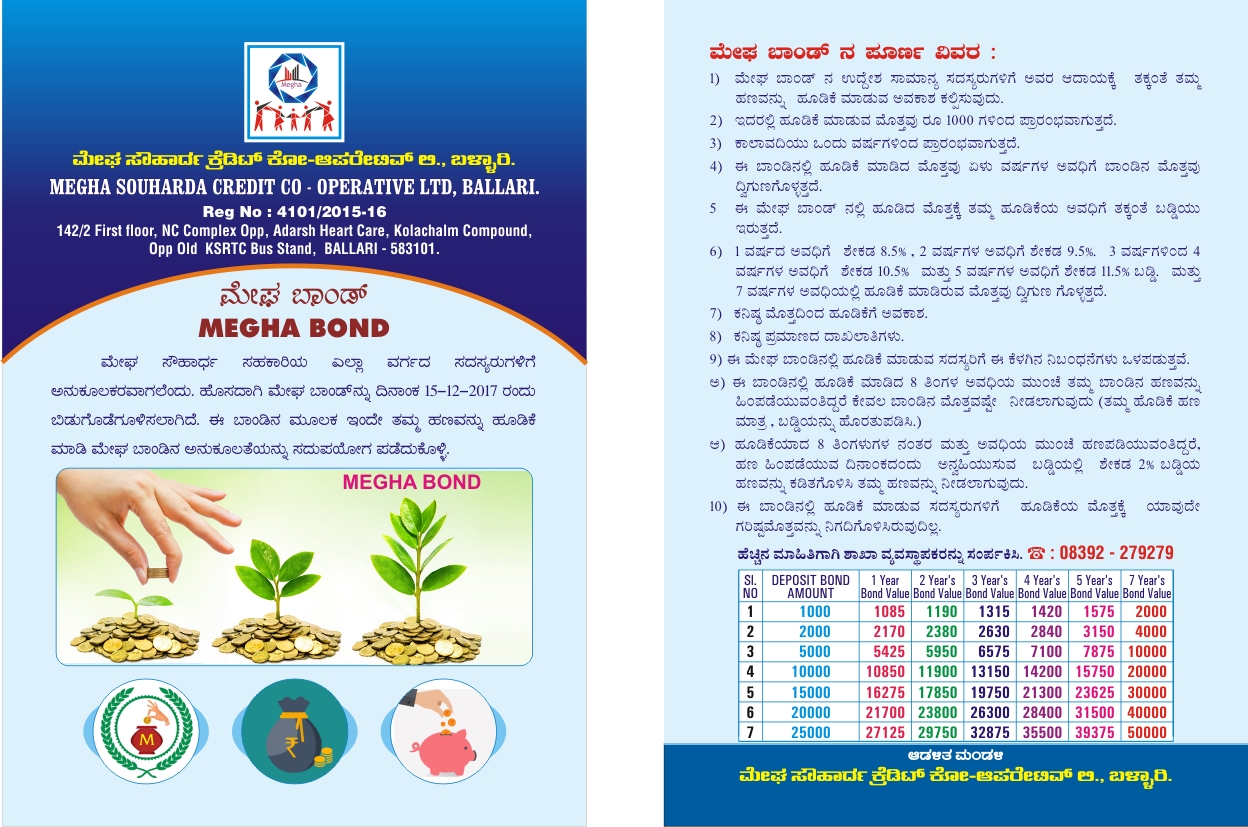 Megha
ಮೇಘ ಸೌಹಾರ್ದ ಕ್ರೆಡಿಟ್ ಕೋ-ಆಪರೇಟಿವ್ ಲಿ., ಬಳ್ಳಾರಿ.
MEGHA SOUHARDA CREDIT CO - OPERATIVE LTD, BALLARI.
Reg No : 4101/2015-16
142/2 First floor, NC Complex Opp, Adarsh Heart Care, Kolachalm Compound,
Opp Old KSRTC Bus Stand, BALLARI - 583101.
ಮೇಘ ಬಾಂಡ್
MEGHA BOND
ಮೇಘ ಸೌಹಾರ್ಧ ಸಹಕಾರಿಯ ಎಲ್ಲಾ ವರ್ಗದ ಸದಸ್ಯರುಗಳಿಗೆ
ಅನುಕೂಲಕರವಾಗಲೆಂದು. ಹೊಸದಾಗಿ ಮೇಘ ಬಾಂಡ್‌ನ್ನು ದಿನಾಂಕ 15-12-2017 ರಂದು
ಬಿಡುಗೊಡೆಗೂಳಿಸಲಾಗಿದೆ. ಈ ಬಾಂಡಿನ ಮೂಲಕ ಇಂದೇ ತಮ್ಮ ಹಣವನ್ನು ಹೂಡಿಕೆ
ಮಾಡಿ ಮೇಘ ಬಾಂಡಿನ ಅನುಕೂಲತೆಯನ್ನು ಸದುಪಯೋಗ ಪಡೆದುಕೊಳ್ಳಿ.
MEGHA BOND
M
₹
ಮೇಘ ಬಾಂಡ್ ನ ಪೂರ್ಣ ವಿವರ :
1) ಮೇಘ ಬಾಂಡ್ ನ ಉದ್ದೇಶ ಸಾಮಾನ್ಯ ಸದಸ್ಯರುಗಳಿಗೆ ಅವರ ಆದಾಯಕ್ಕೆ ತಕ್ಕಂತೆ ತಮ್ಮ
ಹಣವನ್ನು ಹೂಡಿಕೆ ಮಾಡುವ ಅವಕಾಶ ಕಲ್ಪಿಸುವುದು.
2) ಇದರಲ್ಲಿ ಹೂಡಿಕೆ ಮಾಡುವ ಮೊತ್ತವು ರೂ 1000 ಗಳಿಂದ ಪ್ರಾರಂಭವಾಗುತ್ತದೆ.
3) ಕಾಲಾವದಿಯು ಒಂದು ವರ್ಷಗಳಿಂದ ಪ್ರಾರಂಭವಾಗುತ್ತದೆ.
4) ಈ ಬಾಂಡಿನಲ್ಲಿ ಹೂಡಿಕೆ ಮಾಡಿದ ಮೊತ್ತವು ಏಳು ವರ್ಷಗಳ ಅವಧಿಗೆ ಬಾಂಡಿನ ಮೊತ್ತವು
ದ್ವಿಗುಣಗೊಳ್ಳತ್ತದೆ.
5 ಈ ಮೇಘ ಬಾಂಡ್ ನಲ್ಲಿ ಹೂಡಿದ ಮೊತ್ತಕ್ಕೆ ತಮ್ಮ ಹೂಡಿಕೆಯ ಅವಧಿಗೆ ತಕ್ಕಂತೆ ಬಡ್ಡಿಯು
ಇರುತ್ತದೆ.
6) 1 ವರ್ಷದ ಅವಧಿಗೆ ಶೇಕಡ 8.5% , 2 ವರ್ಷಗಳ ಅವಧಿಗೆ ಶೇಕಡ 9.5%. 3 ವರ್ಷಗಳಿಂದ 4
ವರ್ಷಗಳ ಅವಧಿಗೆ ಶೇಕಡ 10.5% ಮತ್ತು 5 ವರ್ಷಗಳ ಅವಧಿಗೆ ಶೇಕಡ 11.5% ಬಡ್ಡಿ. ಮತ್ತು
7 ವರ್ಷಗಳ ಅವಧಿಯಲ್ಲಿ ಹೂಡಿಕೆ ಮಾಡಿರುವ ಮೊತ್ತವು ದ್ವಿಗುಣ ಗೊಳ್ಳತ್ತದೆ.
7) ಕನಿಷ್ಠ ಮೊತ್ತದಿಂದ ಹೂಡಿಕೆಗೆ ಅವಕಾಶ.
8) ಕನಿಷ್ಠ ಪ್ರಮಾಣದ ದಾಖಲಾತಿಗಳು.
9) ಈ ಮೇಘ ಬಾಂಡಿನಲ್ಲಿ ಹೂಡಿಕೆ ಮಾಡುವ ಸದಸ್ಯರಿಗೆ ಈ ಕೆಳಗಿನ ನಿಬಂಧನೆಗಳು ಒಳಪಡುತ್ತವೆ.
ಅ) ಈ ಬಾಂಡಿನಲ್ಲಿ ಹೂಡಿಕೆ ಮಾಡಿದ 8 ತಿಂಗಳ ಅವಧಿಯ ಮುಂಚೆ ತಮ್ಮ ಬಾಂಡಿನ ಹಣವನ್ನು
ಹಿಂಪಡೆಯುವಂತಿದ್ದರೆ ಕೇವಲ ಬಾಂಡಿನ ಮೊತ್ತವಷ್ಟೇ ನೀಡಲಾಗುವುದು (ತಮ್ಮ ಹೊಡಿಕೆ ಹಣ
ಮಾತ್ರ , ಬಡ್ಡಿಯನ್ನು ಹೊರತುಪಡಿಸಿ.)
ಆ) ಹೂಡಿಕೆಯಾದ 8 ತಿಂಗಳುಗಳ ನಂತರ ಮತ್ತು ಅವಧಿಯ ಮುಂಚೆ ಹಣಪಡಿಯುವಂತಿದ್ದರೆ,
ಹಣ ಹಿಂಪಡೆಯುವ ದಿನಾಂಕದಂದು ಅನ್ವಹಿಯುಸುವ ಬಡ್ಡಿಯಲ್ಲಿ ಶೇಕಡ 2% ಬಡ್ಡಿಯ
ಹಣವನ್ನು ಕಡಿತಗೊಳಿಸಿ ತಮ್ಮ ಹಣವನ್ನು ನೀಡಲಾಗುವುದು.
10) ಈ ಬಾಂಡಿನಲ್ಲಿ ಹೂಡಿಕೆ ಮಾಡುವ ಸದಸ್ಯರುಗಳಿಗೆ ಹೂಡಿಕೆಯ ಮೊತ್ತಕ್ಕೆ ಯಾವುದೇ
ಗರಿಷ್ಟಮೊತ್ತವನ್ನು ನಿಗದಿಗೊಳಿಸಿರುವುದಿಲ್ಲ.
ಹೆಚ್ಚಿನ ಮಾಹಿತಿಗಾಗಿ ಶಾಖಾ ವ್ಯವಸ್ಥಾಪಕರನ್ನು ಸಂಪರ್ಕಿಸಿ. ☎ : 08392 - 279279
SI. NO DEPOSIT BOND AMOUNT 1 Year Bond Value 2 Year's Bond Value 3 Year's Bond Value 4 Year's Bond Value 5 Year's Bond Value 7 Year's Bond Value
1 1000 1085 1190 1315 1420 1575 2000
2 2000 2170 2380 2630 2840 3150 4000
3 5000 5425 5950 6575 7100 7875 10000
4 10000 10850 11900 13150 14200 15750 20000
5 15000 16275 17850 19750 21300 23625 30000
6 20000 21700 23800 26300 28400 31500 40000
7 25000 27125 29750 32875 35500 39375 50000
ಆಡಳಿತ ಮಂಡಳಿ
ಮೇಘ ಸೌಹಾರ್ದ ಕ್ರೆಡಿಟ್ ಕೋ-ಆಪರೇಟಿವ್ ಲಿ., ಬಳ್ಳಾರಿ.